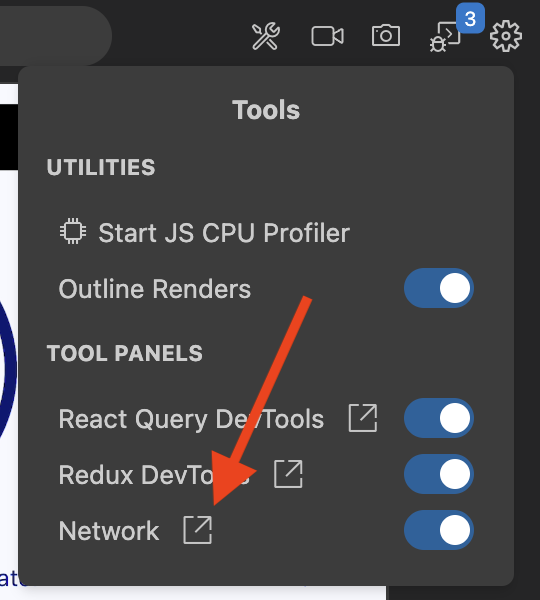 3
Tools
UTILITIES
Start JS CPU Profiler
Outline Renders
TOOL PANELS
React Query DevTools
Redux DevTools
Network